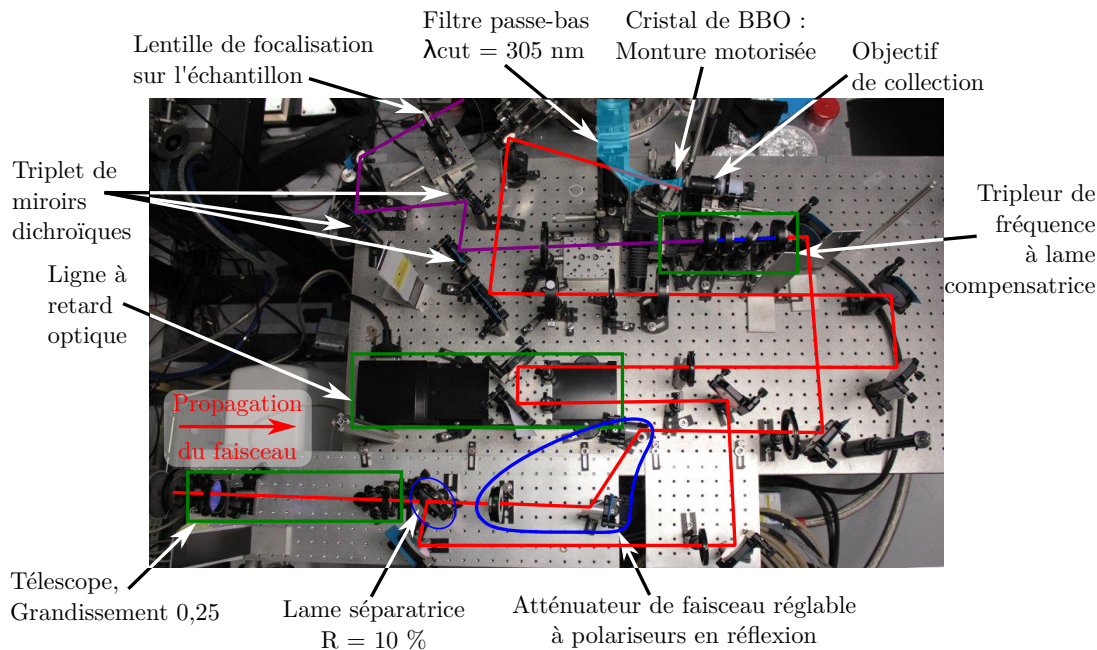 Lentille de focalisation
sur l'échantillon
Filtre passe-bas
λcut = 305 nm
Cristal de BBO :
Monture motorisée
Objectif
de collection
Triplet de
miroirs
dichroïques
Tripleur de
fréquence
à lame
compensatrice
Ligne à
retard
optique
Propagation
du faisceau
Télescope,
Grandissement 0,25
Lame séparatrice
R = 10 %
Atténuateur de faisceau réglable
à polariseurs en réflexion